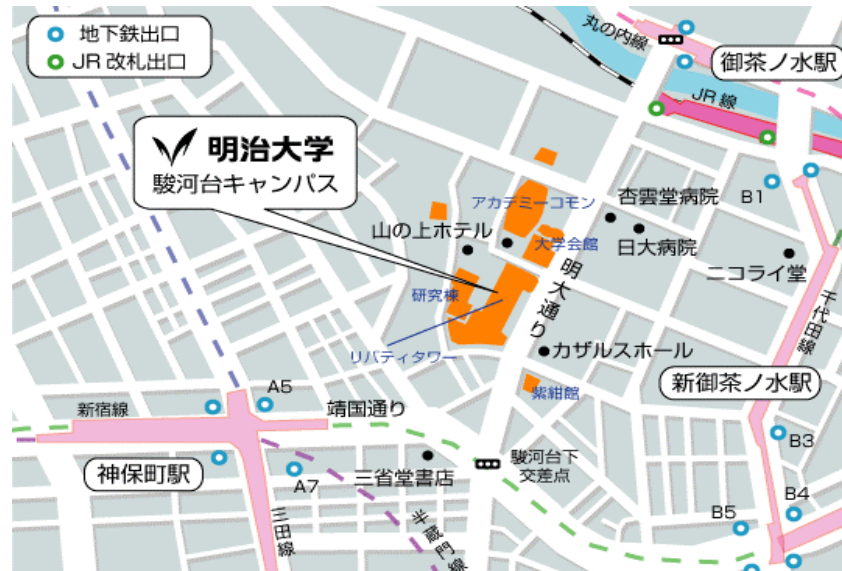 地下鉄出口
JR改札出口
丸の内線
御茶ノ水駅
JR線
明治大学
駿河台キャンパス
アカデミーコモン
杏雲堂病院
B1
山の上ホテル
大学会館
日大病院
ニコライ堂
研究棟
明大通り
千代田線
リバティタワー
カザルスホール
新御茶ノ水駅
紫紺館
A5
新宿線
靖国通り
B3
神保町駅
A7
三省堂書店
駿河台下
交差点
B4
B5
三田線
半蔵門線